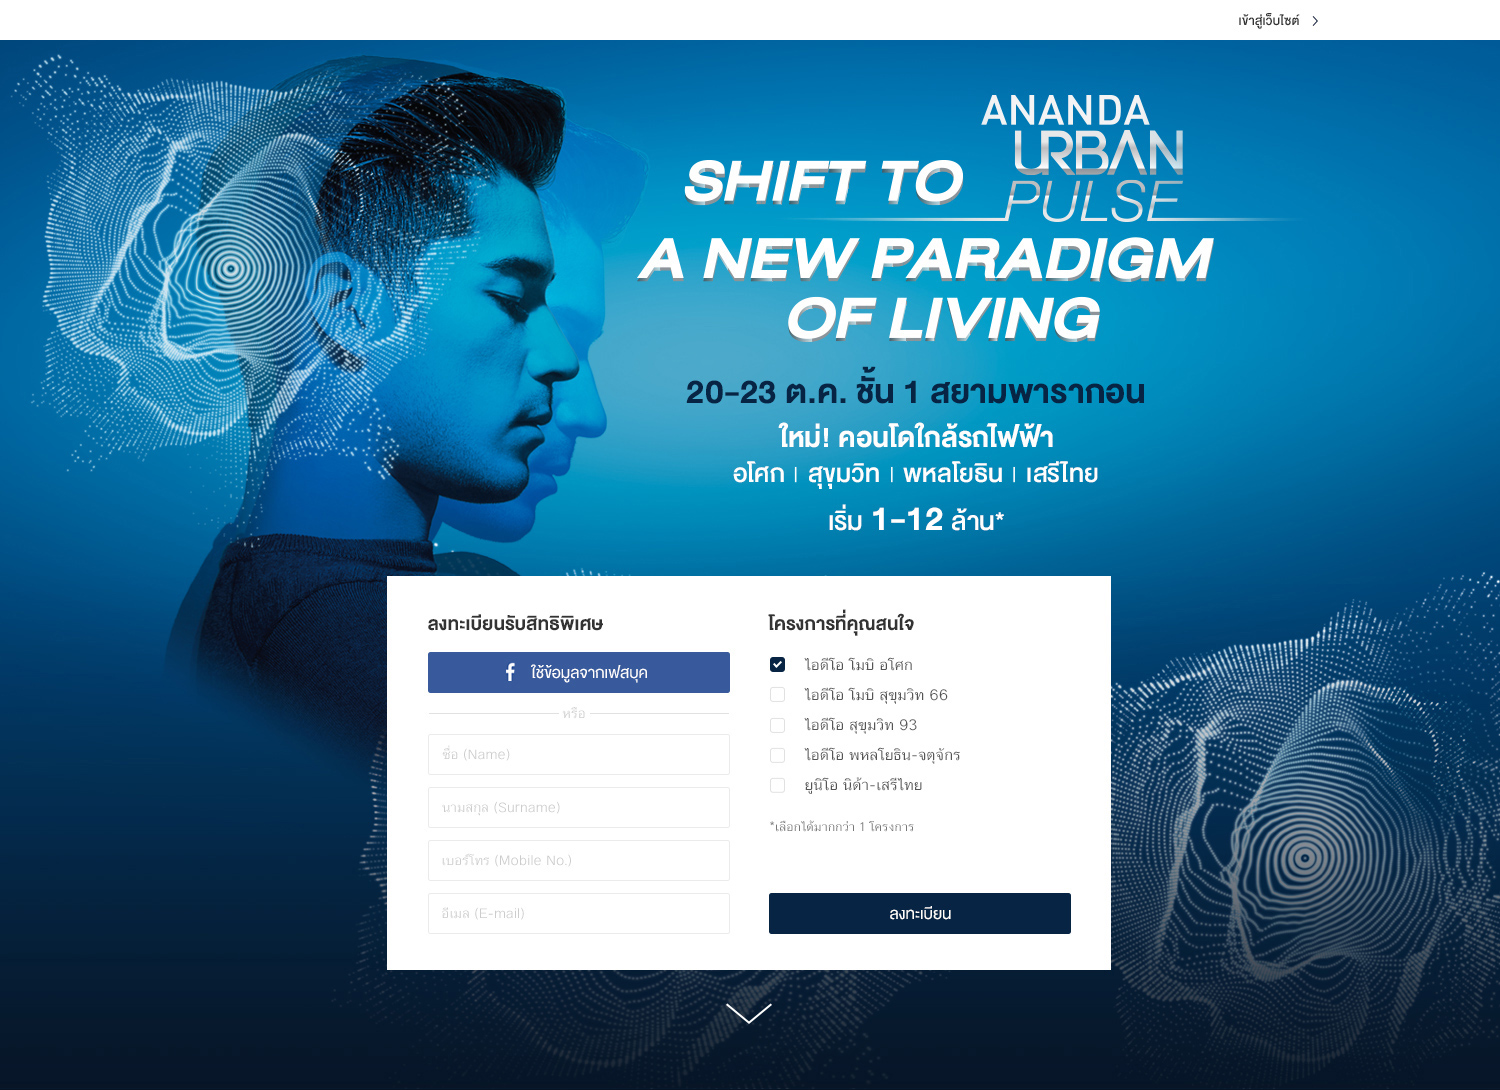 เข้าสู่เว็บไซต์
ANANDA
URBAN
PULSE
SHIFT TO
A NEW PARADIGM
OF LIVING
20-23 ต.ค. ชั้น 1 สยามพารากอน
ใหม่! คอนโดใกล้รถไฟฟ้า
อโศก | สุขุมวิท | พหลโยธิน | เสรีไทย
เริ่ม 1-12 ล้าน*
ลงทะเบียนรับสิทธิพิเศษ
ใช้ข้อมูลจากเฟสบุค
หรือ
ชื่อ (Name)
นามสกุล (Surname)
เบอร์โทร (Mobile No.)
อีเมล (E-mail)
โครงการที่คุณสนใจ
ไอดีโอ โมบิ อโศก
ไอดีโอ โมบิ สุขุมวิท 66
ไอดีโอ สุขุมวิท 93
ไอดีโอ พหลโยธิน-จตุจักร
ยูนิโอ นิด้า-เสรีไทย
*เลือกได้มากกว่า 1 โครงการ
ลงทะเบียน